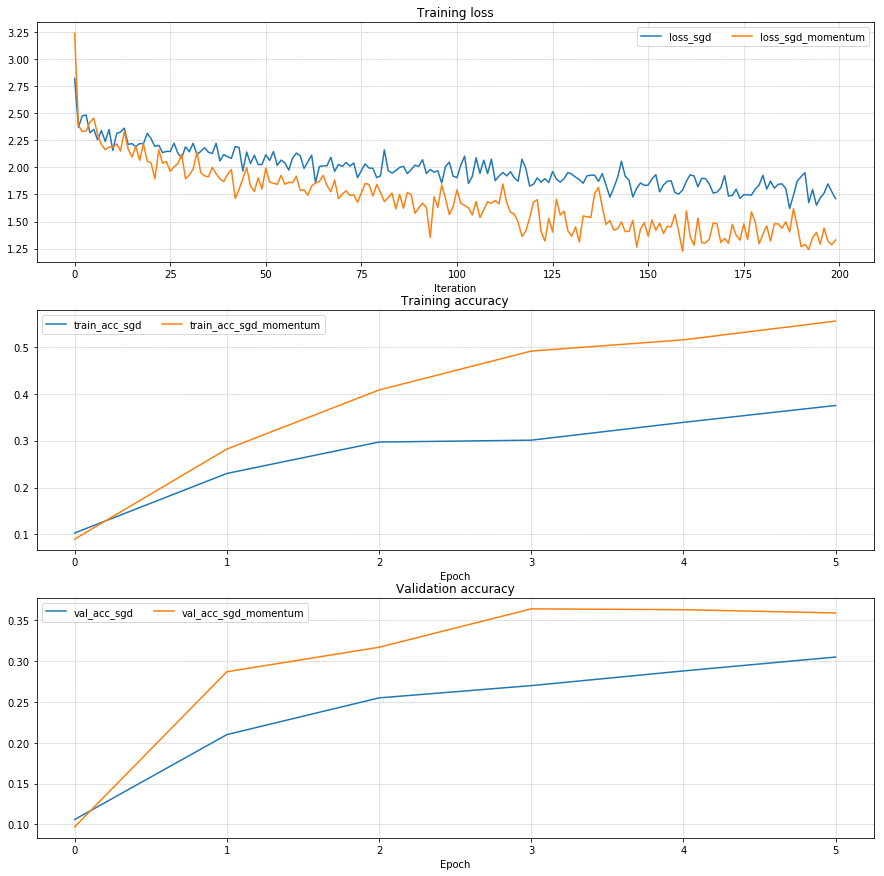 Training loss
3.25
3.00
2.75
2.50
2.25
2.00
1.75
1.50
1.25
loss_sgd loss_sgd_momentum
0 25 50 75 100 125 150 175 200
Iteration
Training accuracy
0.5
0.4
0.3
0.2
0.1
train_acc_sgd train_acc_sgd_momentum
0 1 2 3 4 5
Epoch
Validation accuracy
0.35
0.30
0.25
0.20
0.15
0.10
val_acc_sgd val_acc_sgd_momentum
0 1 2 3 4 5
Epoch